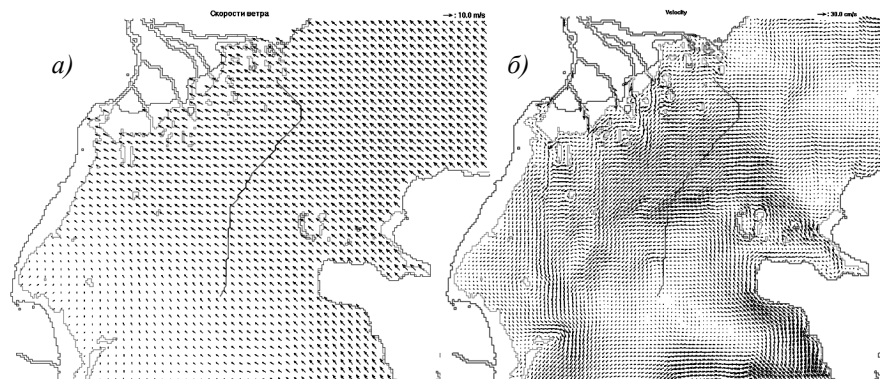 Скорости ветра
: 10.0 m/s
а)
Velocity
: 30.0 cm/s
б)